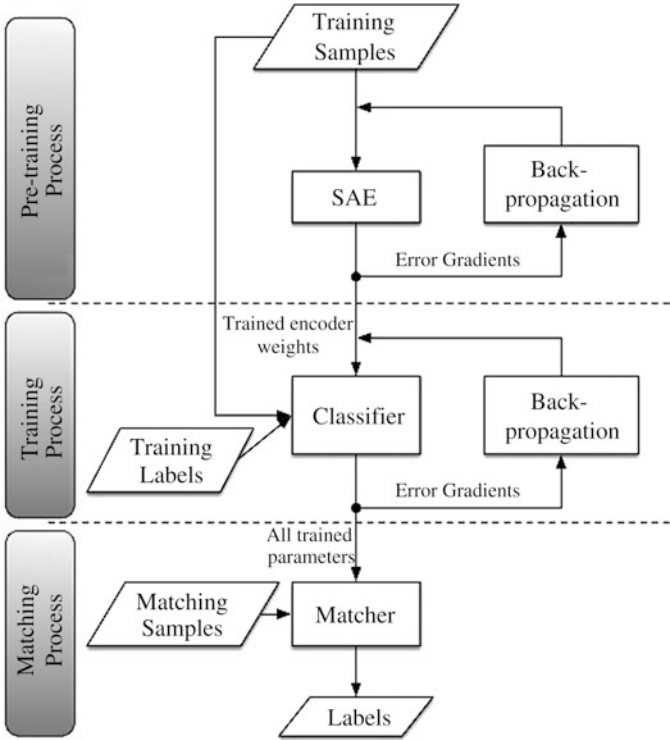 Training
Samples
Pre-training
Process
SAE
Back-
propagation
Error Gradients
Trained encoder
weights
Training
Process
Classifier
Back-
propagation
Training
Labels
Error Gradients
All trained
parameters
Matching
Process
Matching
Samples
Matcher
Labels